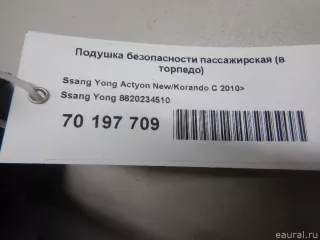 Подушка безопасности пассажирская (в
торпедо)
Ssang Yong Actyon New/Korando C 2010>
Ssang Yong 8620234510
70 197 709
eaural.ru/